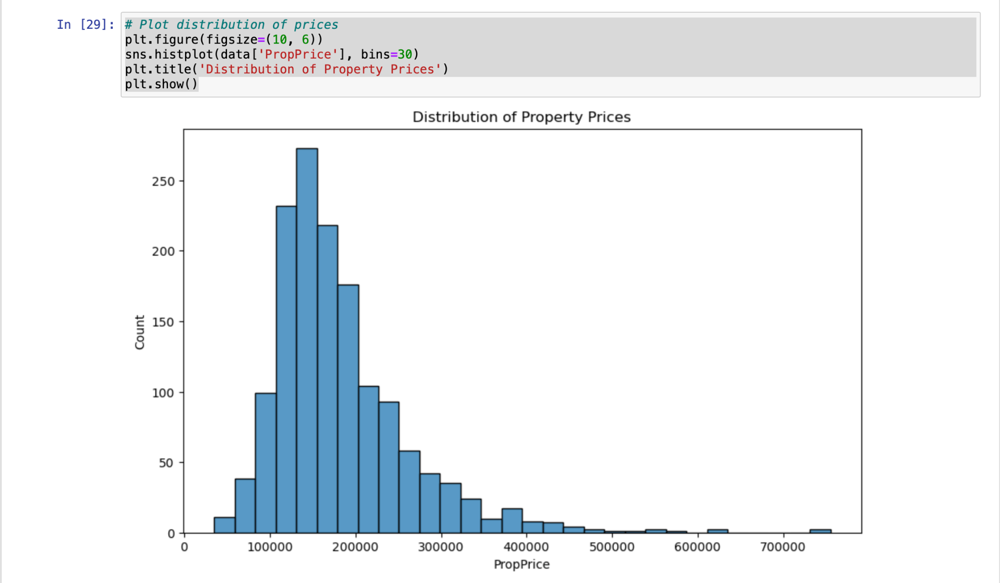 In [29]: # Plot distribution of prices
plt.figure(figsize=(10, 6))
sns.histplot(data['PropPrice'], bins=30)
plt.title('Distribution of Property Prices')
plt.show()
Distribution of Property Prices
250
200
150
100
50
0
Count
0 100000 200000 300000 400000 500000 600000 700000
PropPrice